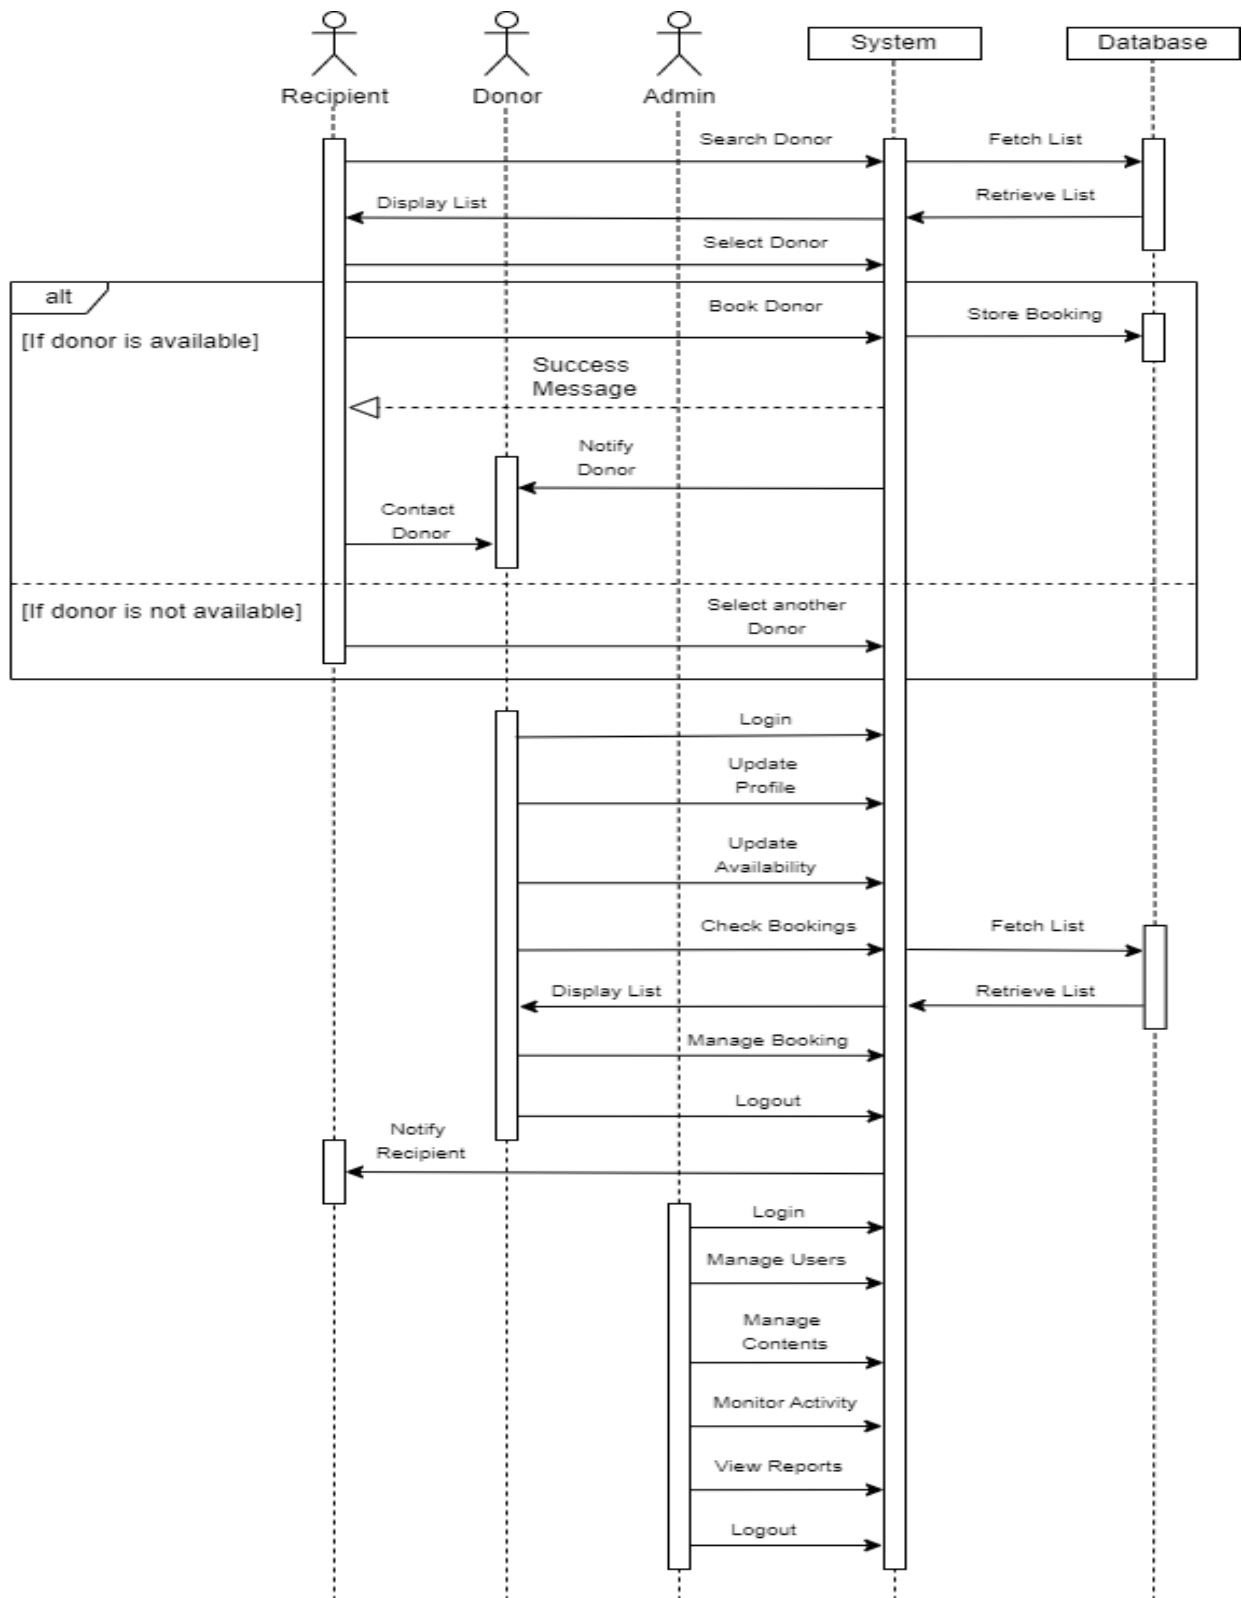 Recipient
Donor
Admin
System
Database
Search Donor
Fetch List
Display List
Retrieve List
Select Donor
alt
[If donor is available]
Book Donor
Store Booking
Success
Message
Notify
Donor
Contact
Donor
[If donor is not available]
Select another
Donor
Login
Update
Profile
Update
Availability
Check Bookings
Fetch List
Display List
Retrieve List
Manage Booking
Logout
Notify
Recipient
Login
Manage Users
Manage
Contents
Monitor Activity
View Reports
Logout